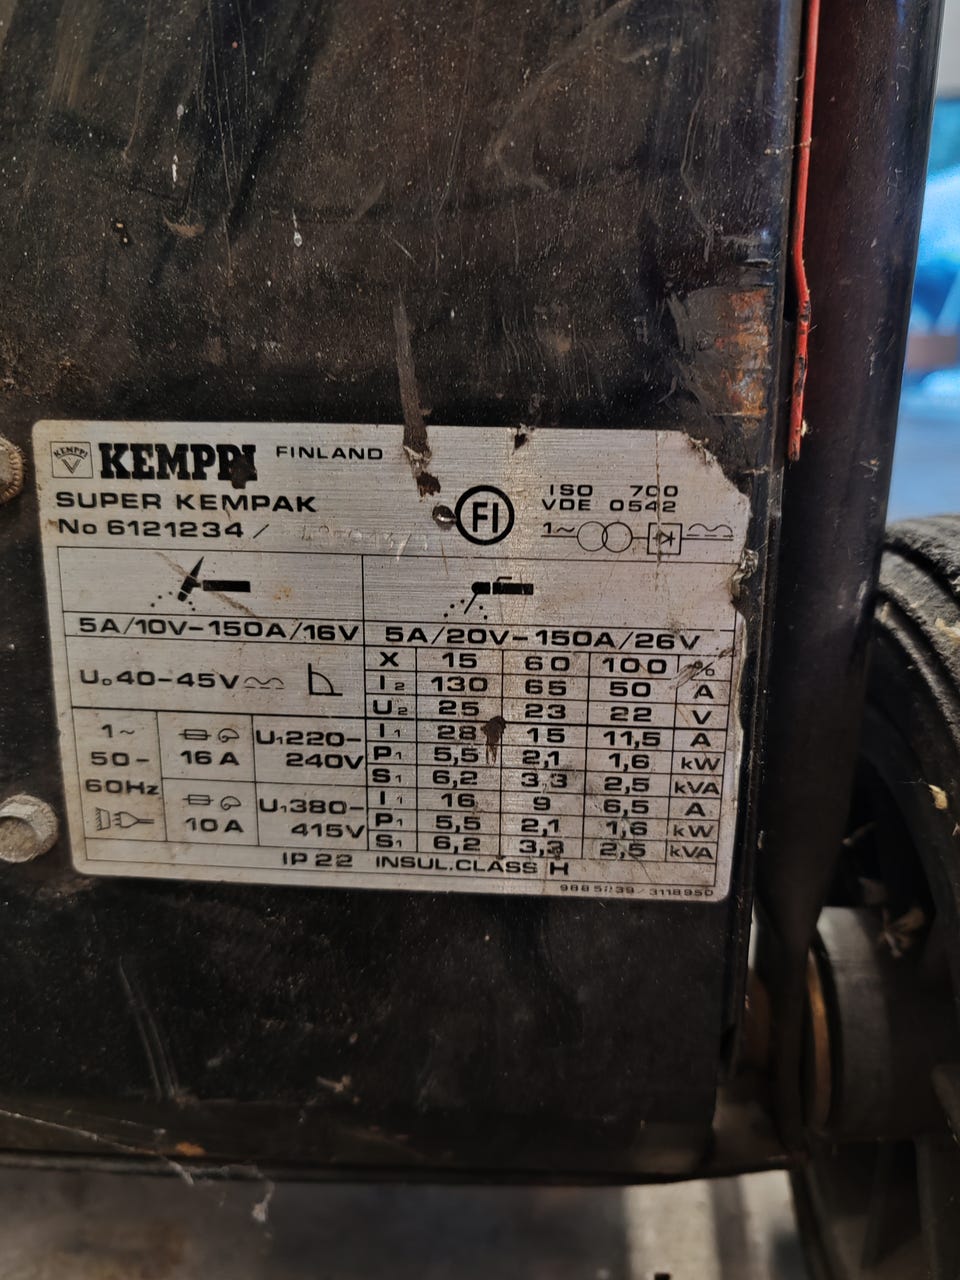 KEMPPI
KEMPPI FINLAND
SUPER KEMPAK
No 6121234 /
FI
ISO 700
VDE 0542
1~
5A/10V-150A/16V
5A/20V-150A/26V
U₀ 40-45V
X 15 60 100 %
I₂ 130 65 50 A
U₂ 25 23 22 V
1~
50-
60Hz
16 A
U₁ 220-
240V
I₁ 28 15 11,5 A
P₁ 5,5 2,1 1,6 kW
S₁ 6,2 3,3 2,5 kVA
10 A
U₁ 380-
415V
I₁ 16 9 6,5 A
P₁ 5,5 2,1 1,6 kW
S₁ 6,2 3,3 2,5 kVA
IP 22 INSUL.CLASS H
/ 3118950